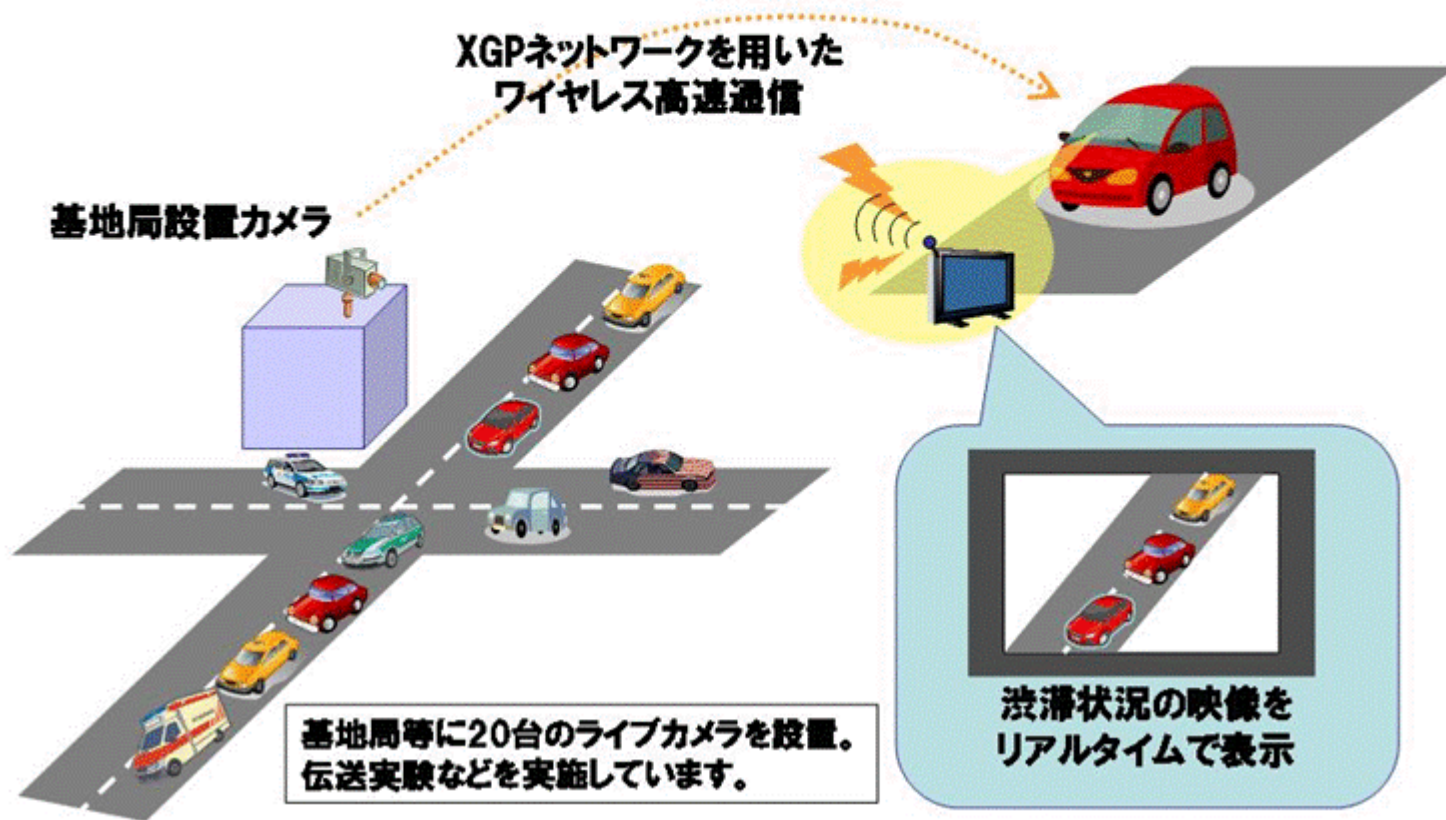 XGPネットワークを用いた
ワイヤレス高速通信
基地局設置カメラ
基地局等に20台のライブカメラを設置。
伝送実験などを実施しています。
渋滞状況の映像を
リアルタイムで表示